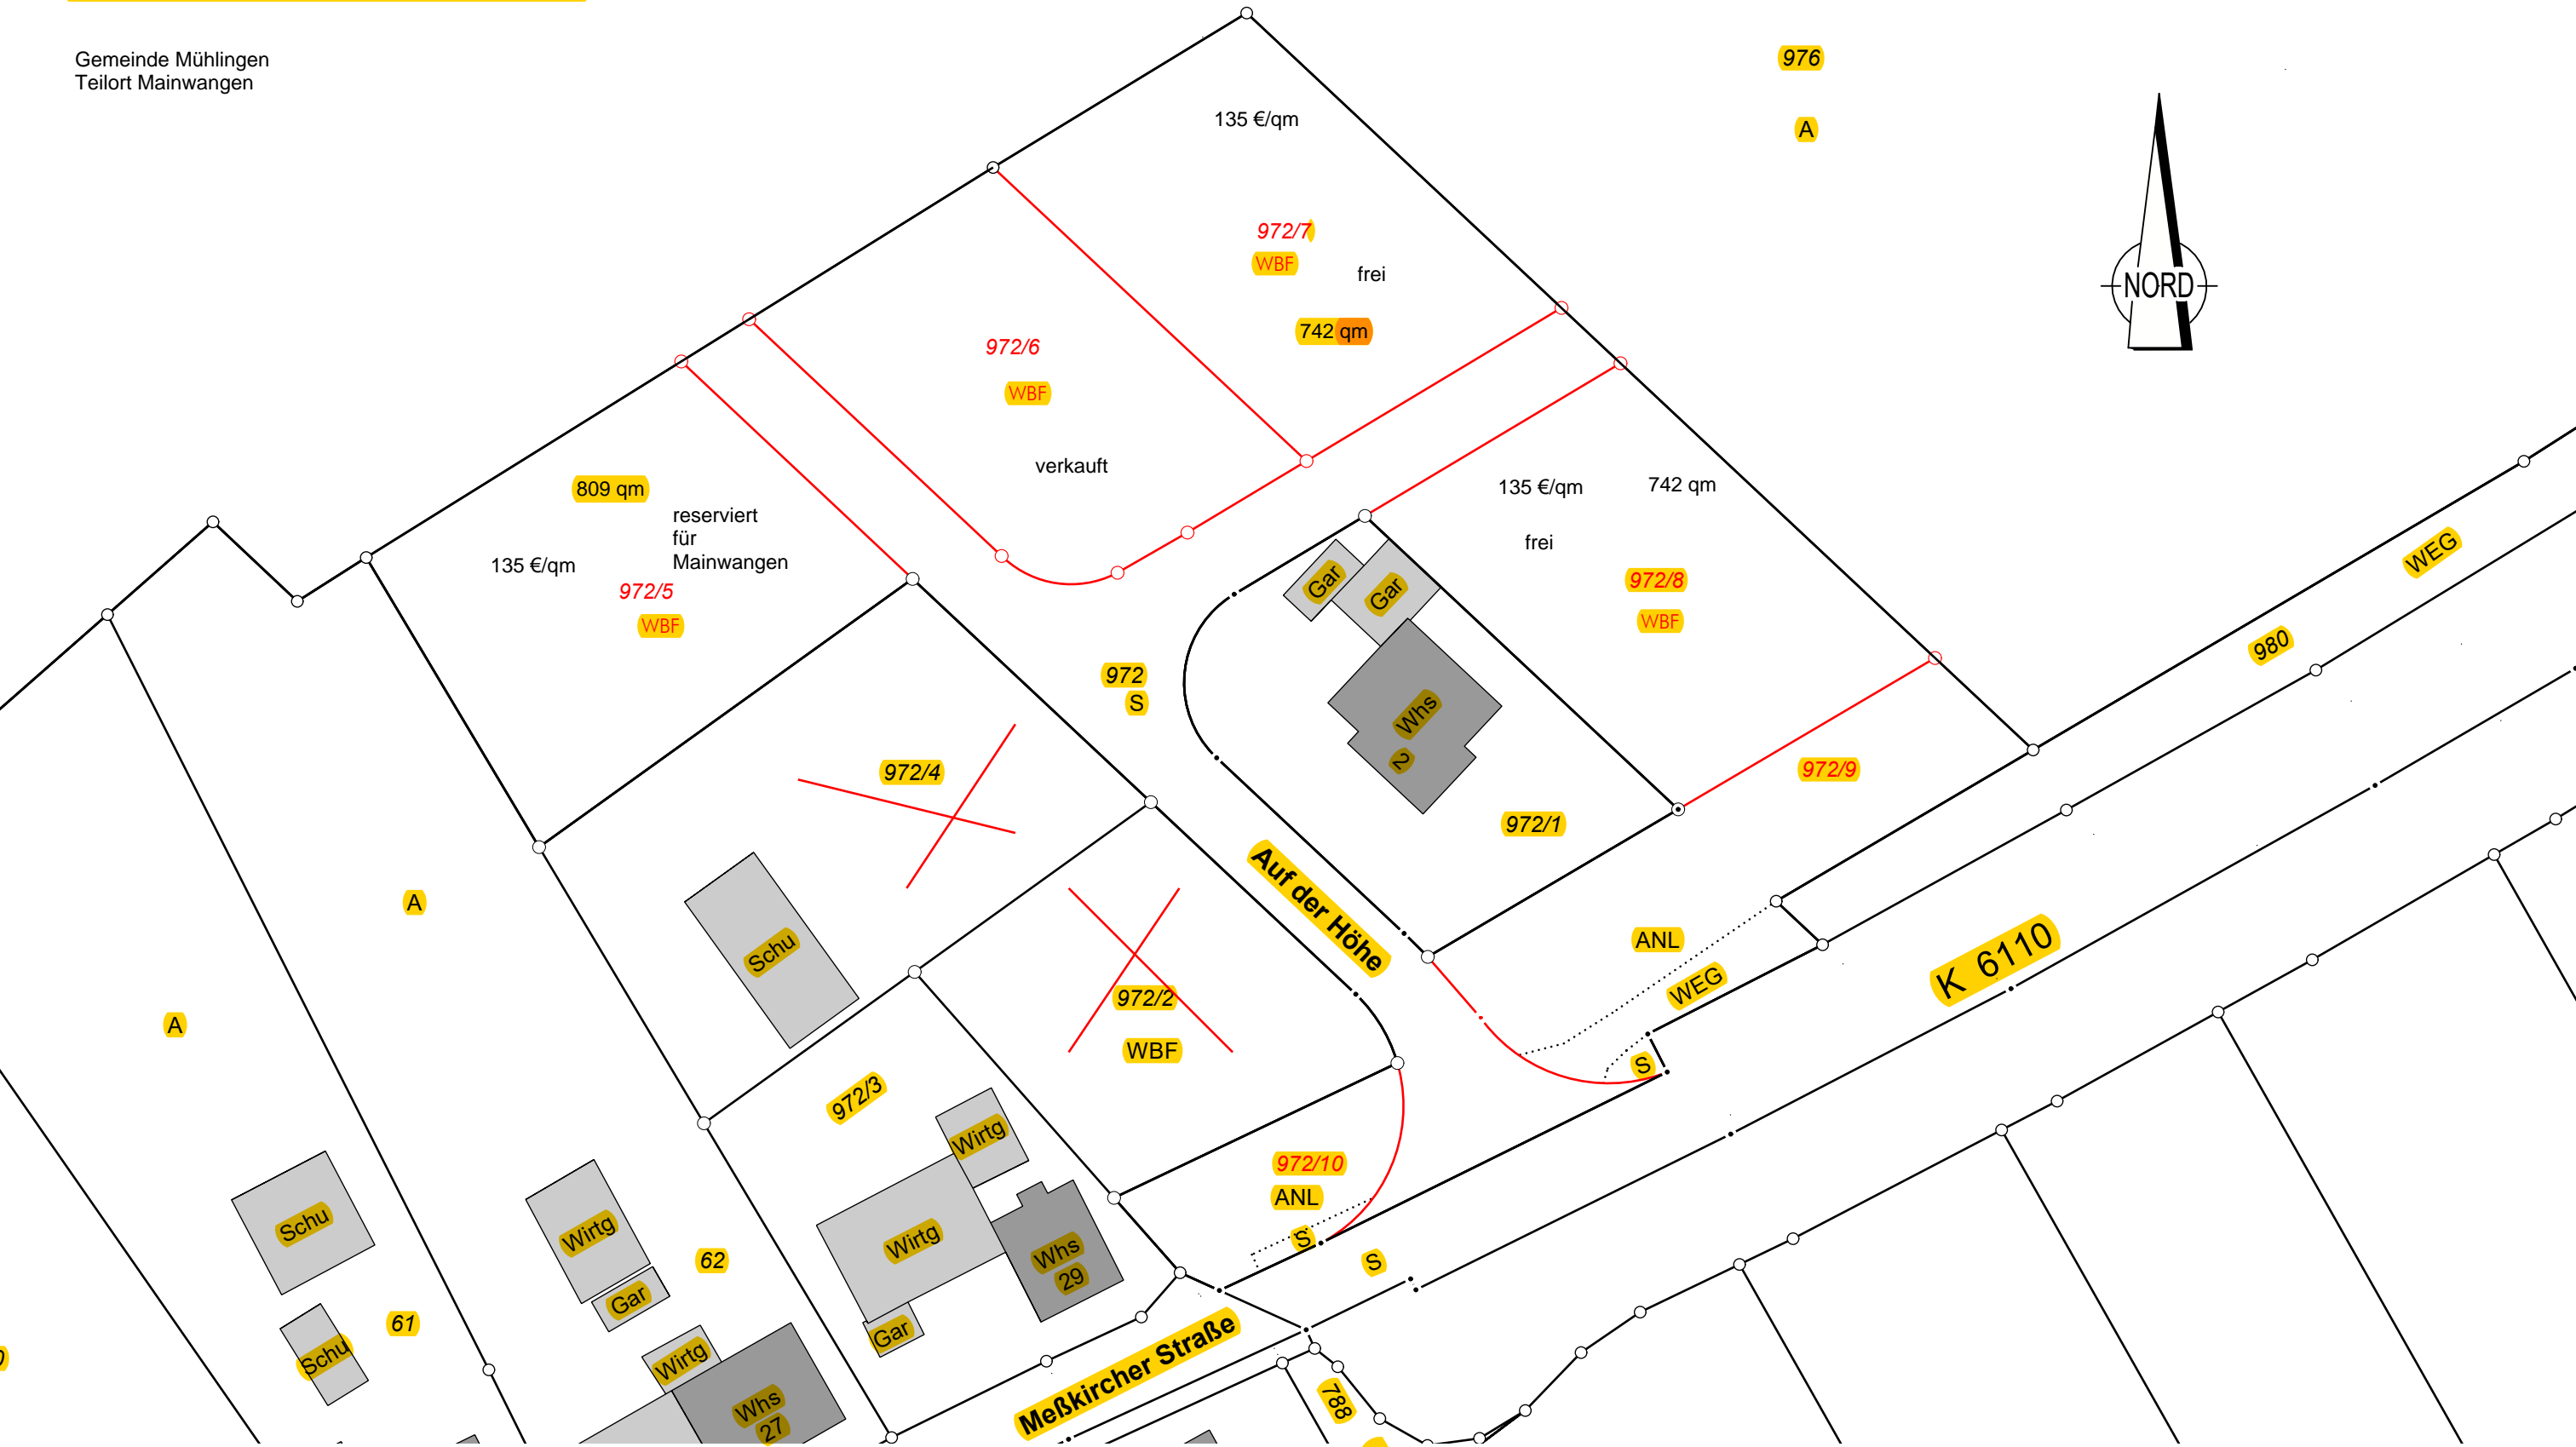 Gemeinde Mühlingen
Teilort Mainwangen
976
A
135 €/qm
972/7
WBF
frei
742 qm
NORD
972/6
WBF
verkauft
809 qm
reserviert
für
Mainwangen
135 €/qm
972/5
WBF
135 €/qm
742 qm
frei
972/8
WBF
WEG
980
Gar
Gar
Whs
2
972
S
972/4
972/9
972/1
Auf der Höhe
A
Schu
ANL
WEG
K 6110
972/2
WBF
A
S
972/3
Wirtg
972/10
ANL
S
S
Schu
Wirtg
Wirtg
Whs
29
62
Gar
Gar
61
Schu
Wirtg
Meßkircher Straße
788
Whs
27